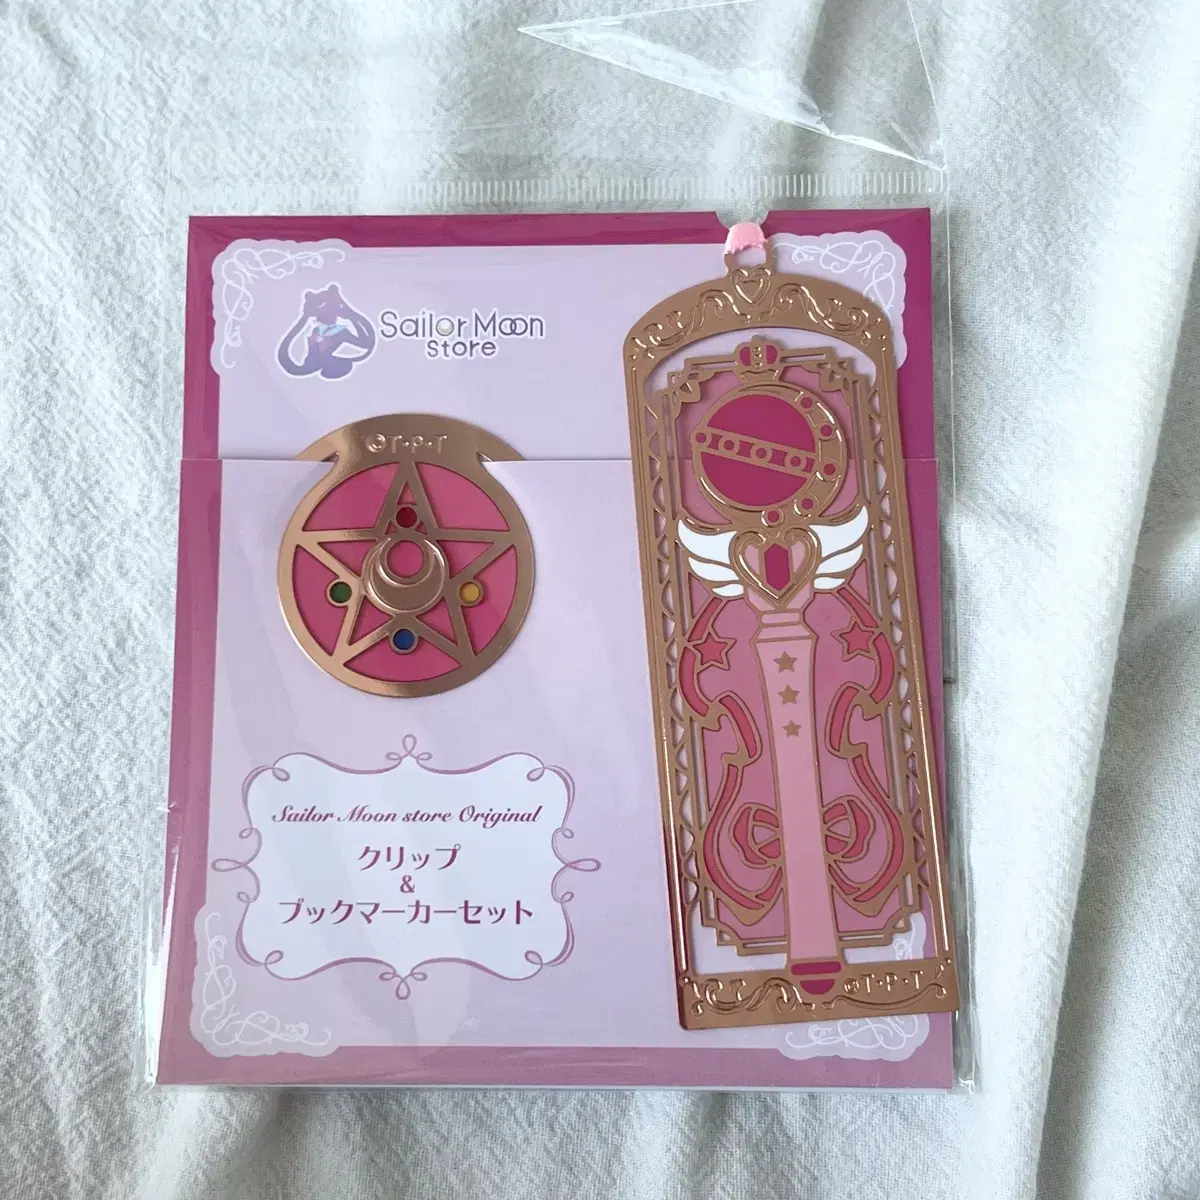 Sailor Moon
store
©T・P・T
Sailor Moon store Original
クリップ
&
ブックマーカーセット
©T・P・T